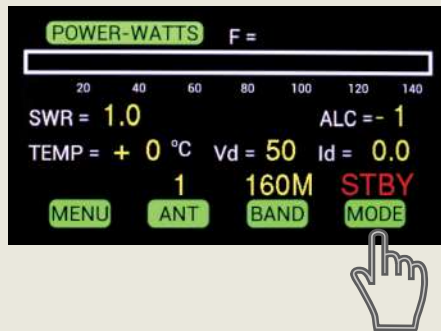 POWER-WATTS F =
20 40 60 80 100 120 140
SWR = 1.0 ALC =- 1
TEMP = + 0 °C Vd = 50 Id = 0.0
1 160M STBY
MENU ANT BAND MODE